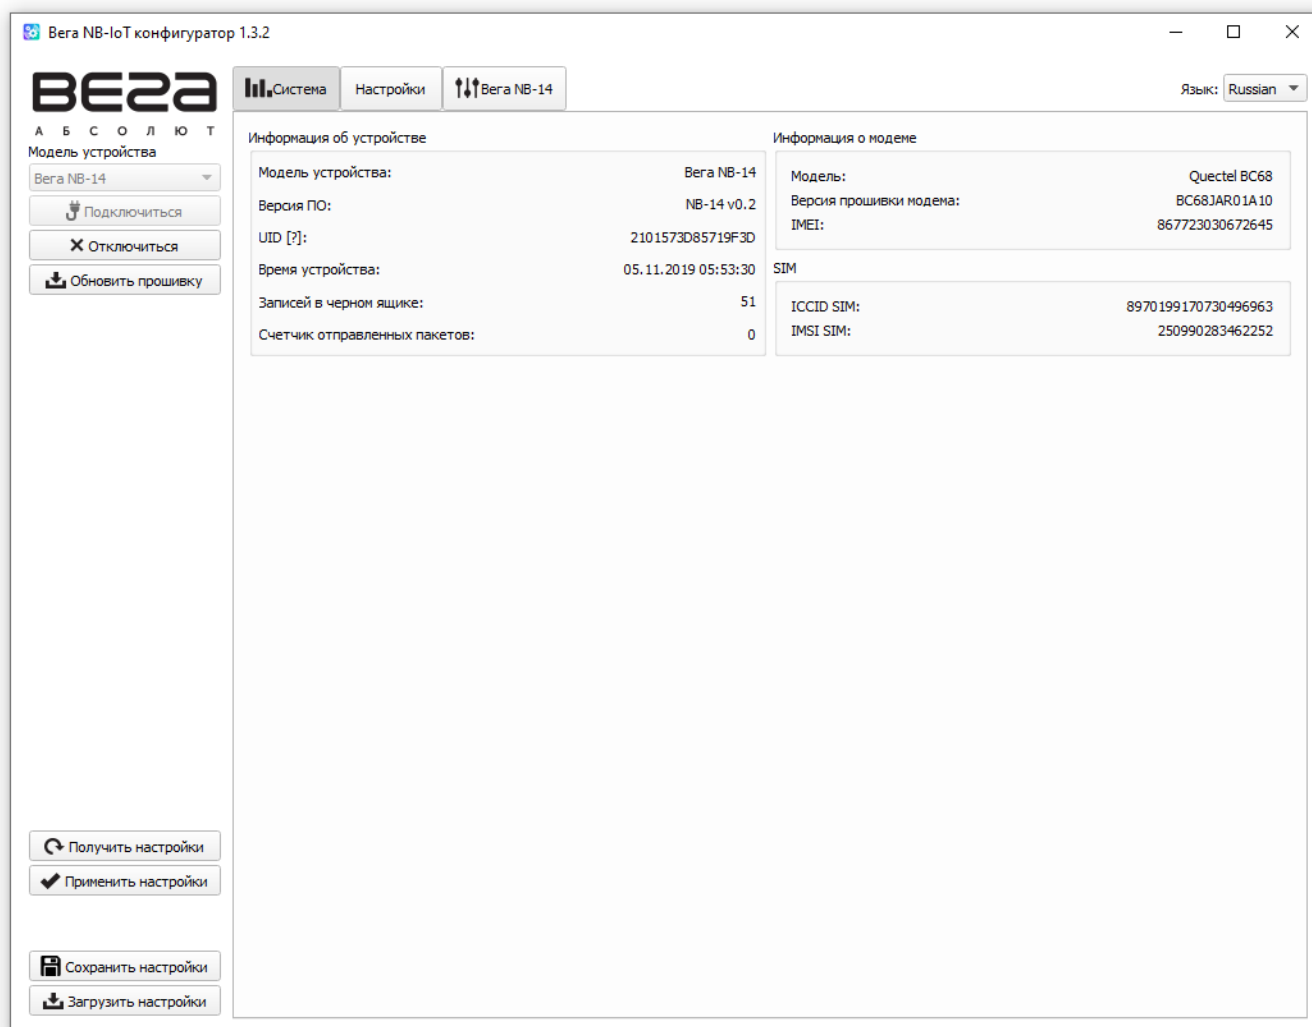 Вега NB-IoT конфигуратор 1.3.2
ВЕГА
АБСОЛЮТ
Модель устройства
Вега NB-14
Подключиться
Отключиться
Обновить прошивку
Получить настройки
Применить настройки
Сохранить настройки
Загрузить настройки
Система
Настройки
Вега NB-14
Язык: Russian
Информация об устройстве
Модель устройства: Вега NB-14
Версия ПО: NB-14 v0.2
UID [?]: 2101573D85719F3D
Время устройства: 05.11.2019 05:53:30
Записей в черном ящике: 51
Счетчик отправленных пакетов: 0
Информация о модеме
Модель: Quectel BC68
Версия прошивки модема: BC68JAR01A10
IMEI: 867723030672645
SIM
ICCID SIM: 8970199170730496963
IMSI SIM: 250990283462252